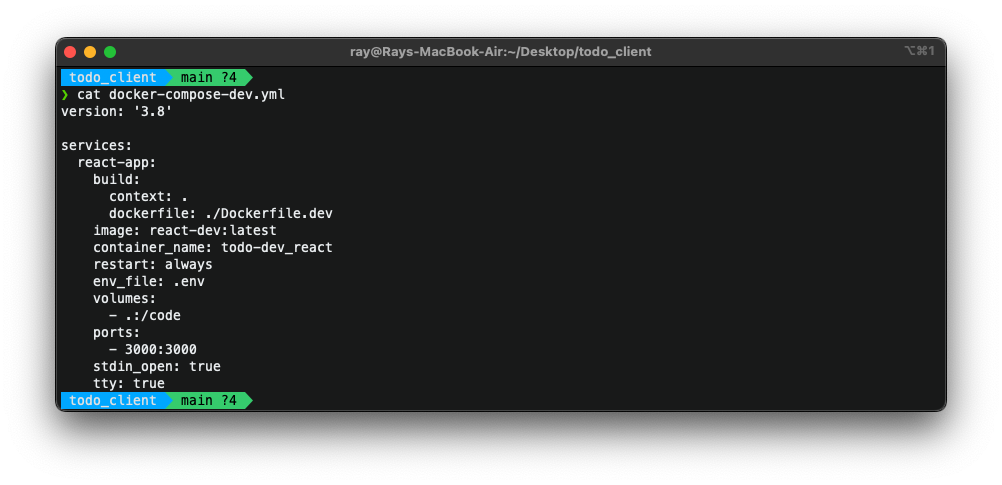 ray@Rays-MacBook-Air:~/Desktop/todo_client
⌥⌘1
todo_client main ?4
❯ cat docker-compose-dev.yml
version: '3.8'

services:
  react-app:
    build:
      context: .
      dockerfile: ./Dockerfile.dev
    image: react-dev:latest
    container_name: todo-dev_react
    restart: always
    env_file: .env
    volumes:
      - .:/code
    ports:
      - 3000:3000
    stdin_open: true
    tty: true
todo_client main ?4